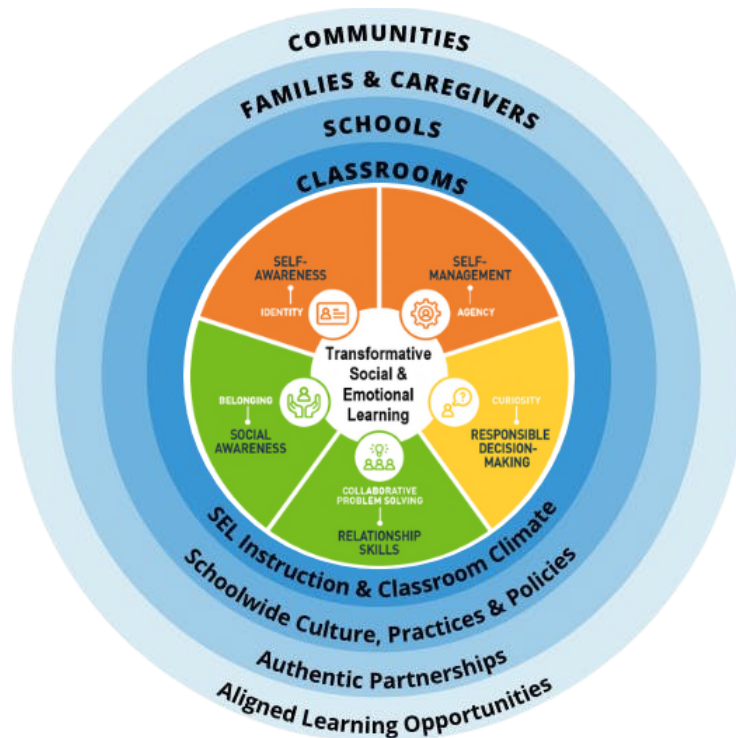 COMMUNITIES
FAMILIES & CAREGIVERS
SCHOOLS
CLASSROOMS
SELF-
AWARENESS
IDENTITY
SELF-
MANAGEMENT
AGENCY
Transformative
Social &
Emotional
Learning
BELONGING
SOCIAL
AWARENESS
CURIOSITY
RESPONSIBLE
DECISION-
MAKING
COLLABORATIVE
PROBLEM SOLVING
RELATIONSHIP
SKILLS
SEL Instruction & Classroom Climate
Schoolwide Culture, Practices & Policies
Authentic Partnerships
Aligned Learning Opportunities